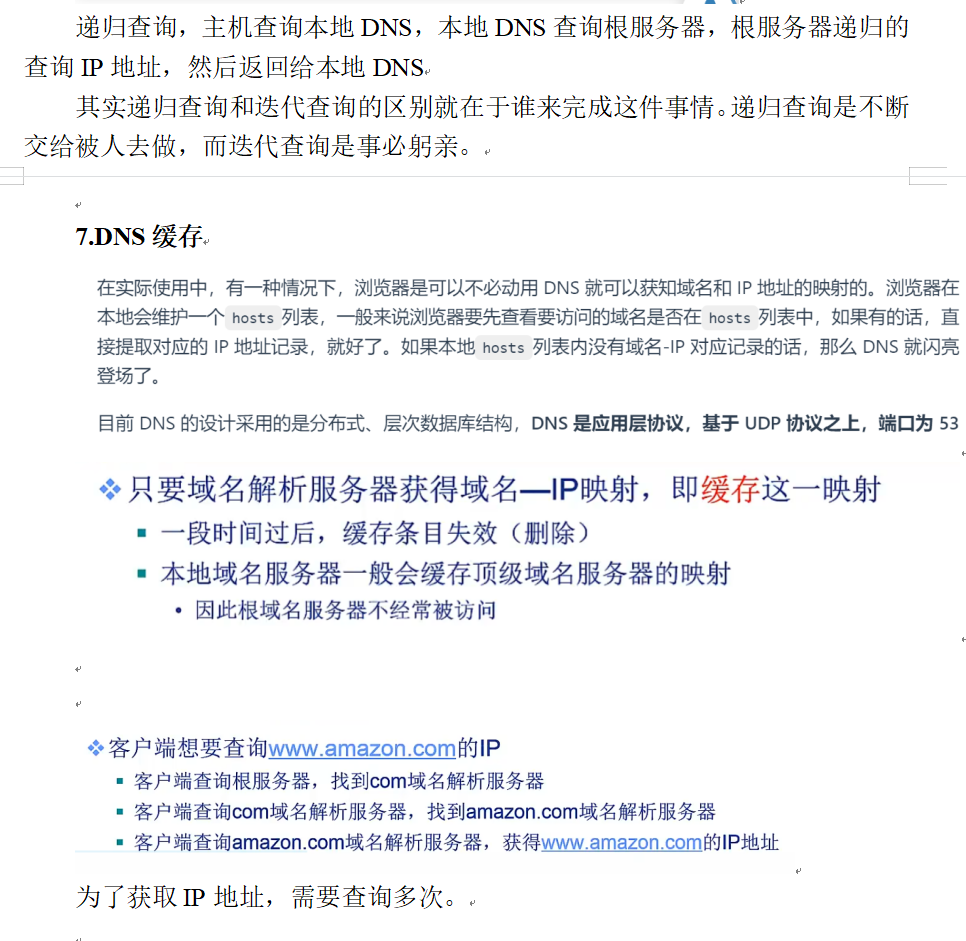 递归查询，主机查询本地 DNS，本地 DNS 查询根服务器，根服务器递归的
查询 IP 地址，然后返回给本地 DNS
其实递归查询和迭代查询的区别就在于谁来完成这件事情。递归查询是不断
交给被人去做，而迭代查询是事必躬亲。
7.DNS 缓存
在实际使用中，有一种情况下，浏览器是可以不必动用 DNS 就可以获知域名和 IP 地址的映射的。浏览器在
本地会维护一个 hosts 列表，一般来说浏览器要先查看要访问的域名是否在 hosts 列表中，如果有的话，直
接提取对应的 IP 地址记录，就好了。如果本地 hosts 列表内没有域名-IP 对应记录的话，那么 DNS 就闪亮
登场了。
目前 DNS 的设计采用的是分布式、层次数据库结构，DNS 是应用层协议，基于 UDP 协议之上，端口为 53
❖ 只要域名解析服务器获得域名—IP映射，即缓存这一映射
▪ 一段时间过后，缓存条目失效（删除）
▪ 本地域名服务器一般会缓存顶级域名服务器的映射
• 因此根域名服务器不经常被访问
❖ 客户端想要查询www.amazon.com的IP
▪ 客户端查询根服务器，找到com域名解析服务器
▪ 客户端查询com域名解析服务器，找到amazon.com域名解析服务器
▪ 客户端查询amazon.com域名解析服务器，获得www.amazon.com的IP地址
为了获取 IP 地址，需要查询多次。